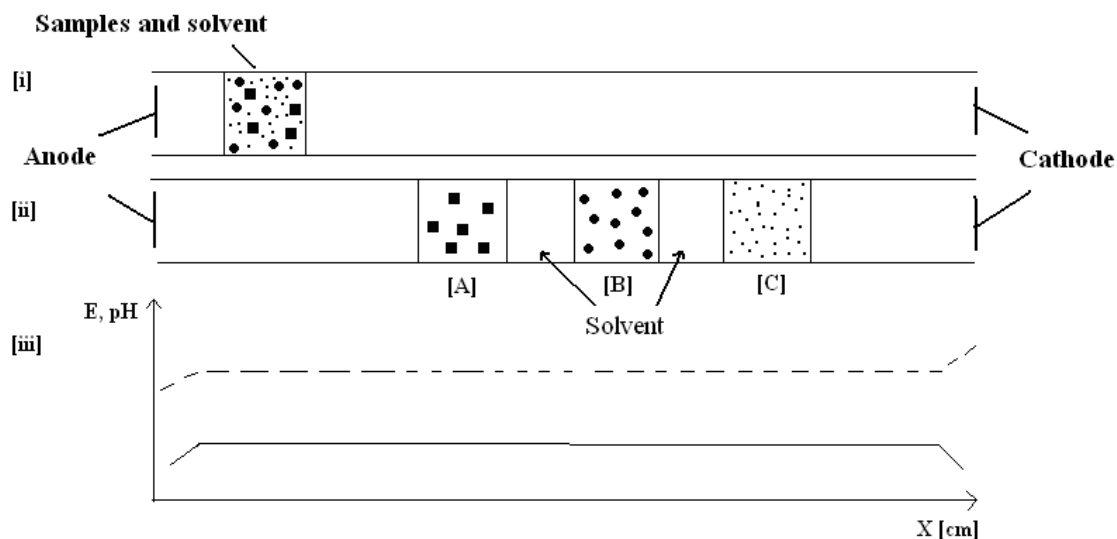 Samples and solvent
[i]
Anode
Cathode
[ii]
[A]
[B]
[C]
Solvent
E, pH
[iii]
X [cm]